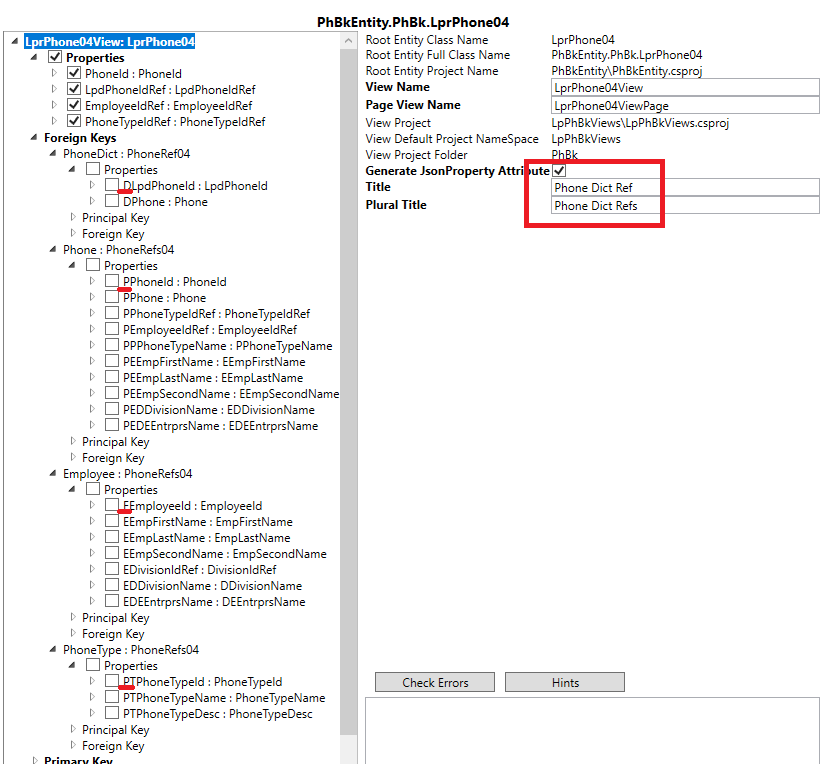 PhBkEntity.PhBk.LprPhone04
LprPhone04View: LprPhone04
Properties
PhoneId : PhoneId
LpdPhoneIdRef : LpdPhoneIdRef
EmployeeIdRef : EmployeeIdRef
PhoneTypeIdRef : PhoneTypeIdRef
Foreign Keys
PhoneDict : PhoneRef04
Properties
DLpdPhoneId : LpdPhoneId
DPhone : Phone
Principal Key
Foreign Key
Phone : PhoneRefs04
Properties
PPhoneId : PhoneId
PPhone : Phone
PPhoneTypeIdRef : PhoneTypeIdRef
PEmployeeIdRef : EmployeeIdRef
PPPhoneTypeName : PPhoneTypeName
PEEmpFirstName : EEmpFirstName
PEEmpLastName : EEmpLastName
PEEmpSecondName : EEmpSecondName
PEDDivisionName : EDDivisionName
PEDEEntrprsName : EDEEntrprsName
Principal Key
Foreign Key
Employee : PhoneRefs04
Properties
EEmployeeId : EmployeeId
EEmpFirstName : EmpFirstName
EEmpLastName : EmpLastName
EEmpSecondName : EmpSecondName
EDivisionIdRef : DivisionIdRef
EDDivisionName : DDivisionName
EDEEntrprsName : DEEntrprsName
Principal Key
Foreign Key
PhoneType : PhoneRefs04
Properties
PTPhoneTypeId : PhoneTypeId
PTPhoneTypeName : PhoneTypeName
PTPhoneTypeDesc : PhoneTypeDesc
Principal Key
Foreign Key
Primary Key
Root Entity Class Name LprPhone04
Root Entity Full Class Name PhBkEntity.PhBk.LprPhone04
Root Entity Project Name PhBkEntity\PhBkEntity.csproj
View Name LprPhone04View
Page View Name LprPhone04ViewPage
View Project LpPhBkViews\LpPhBkViews.csproj
View Default Project NameSpace LpPhBkViews
View Project Folder PhBk
Generate JsonProperty Attribute
Title Phone Dict Ref
Plural Title Phone Dict Refs
Check Errors Hints